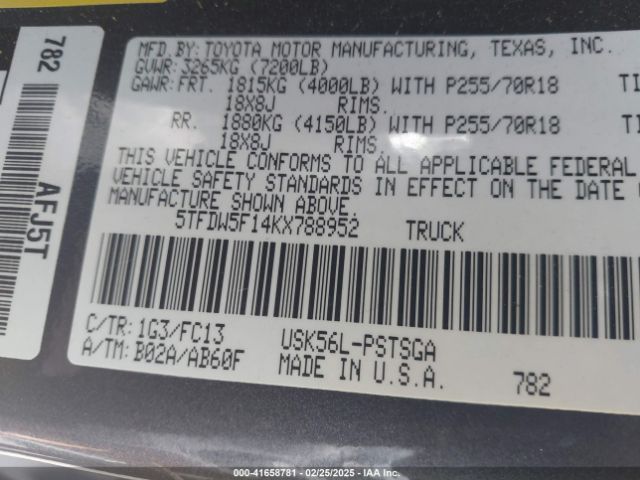 MFD.BY: TOYOTA MOTOR MANUFACTURING, TEXAS, INC.
GVWR: 3265KG (7200LB)
GAWR: FRT. 1815KG (4000LB) WITH P255/70R18 TI
18X8J RIMS.
RR. 1880KG (4150LB) WITH P255/70R18 TI
18X8J RIMS.
THIS VEHICLE CONFORMS TO ALL APPLICABLE FEDERAL
VEHICLE SAFETY STANDARDS IN EFFECT ON THE DATE
MANUFACTURE SHOWN ABOVE.
5TFDW5F14KX788952 TRUCK
C/TR: 1G3/FC13 USK56L-PSTSGA
A/TM: B02A/AB60F MADE IN U.S.A. 782
782
AFJ5T
000-41658781 - 02/25/2025 - IAA Inc.